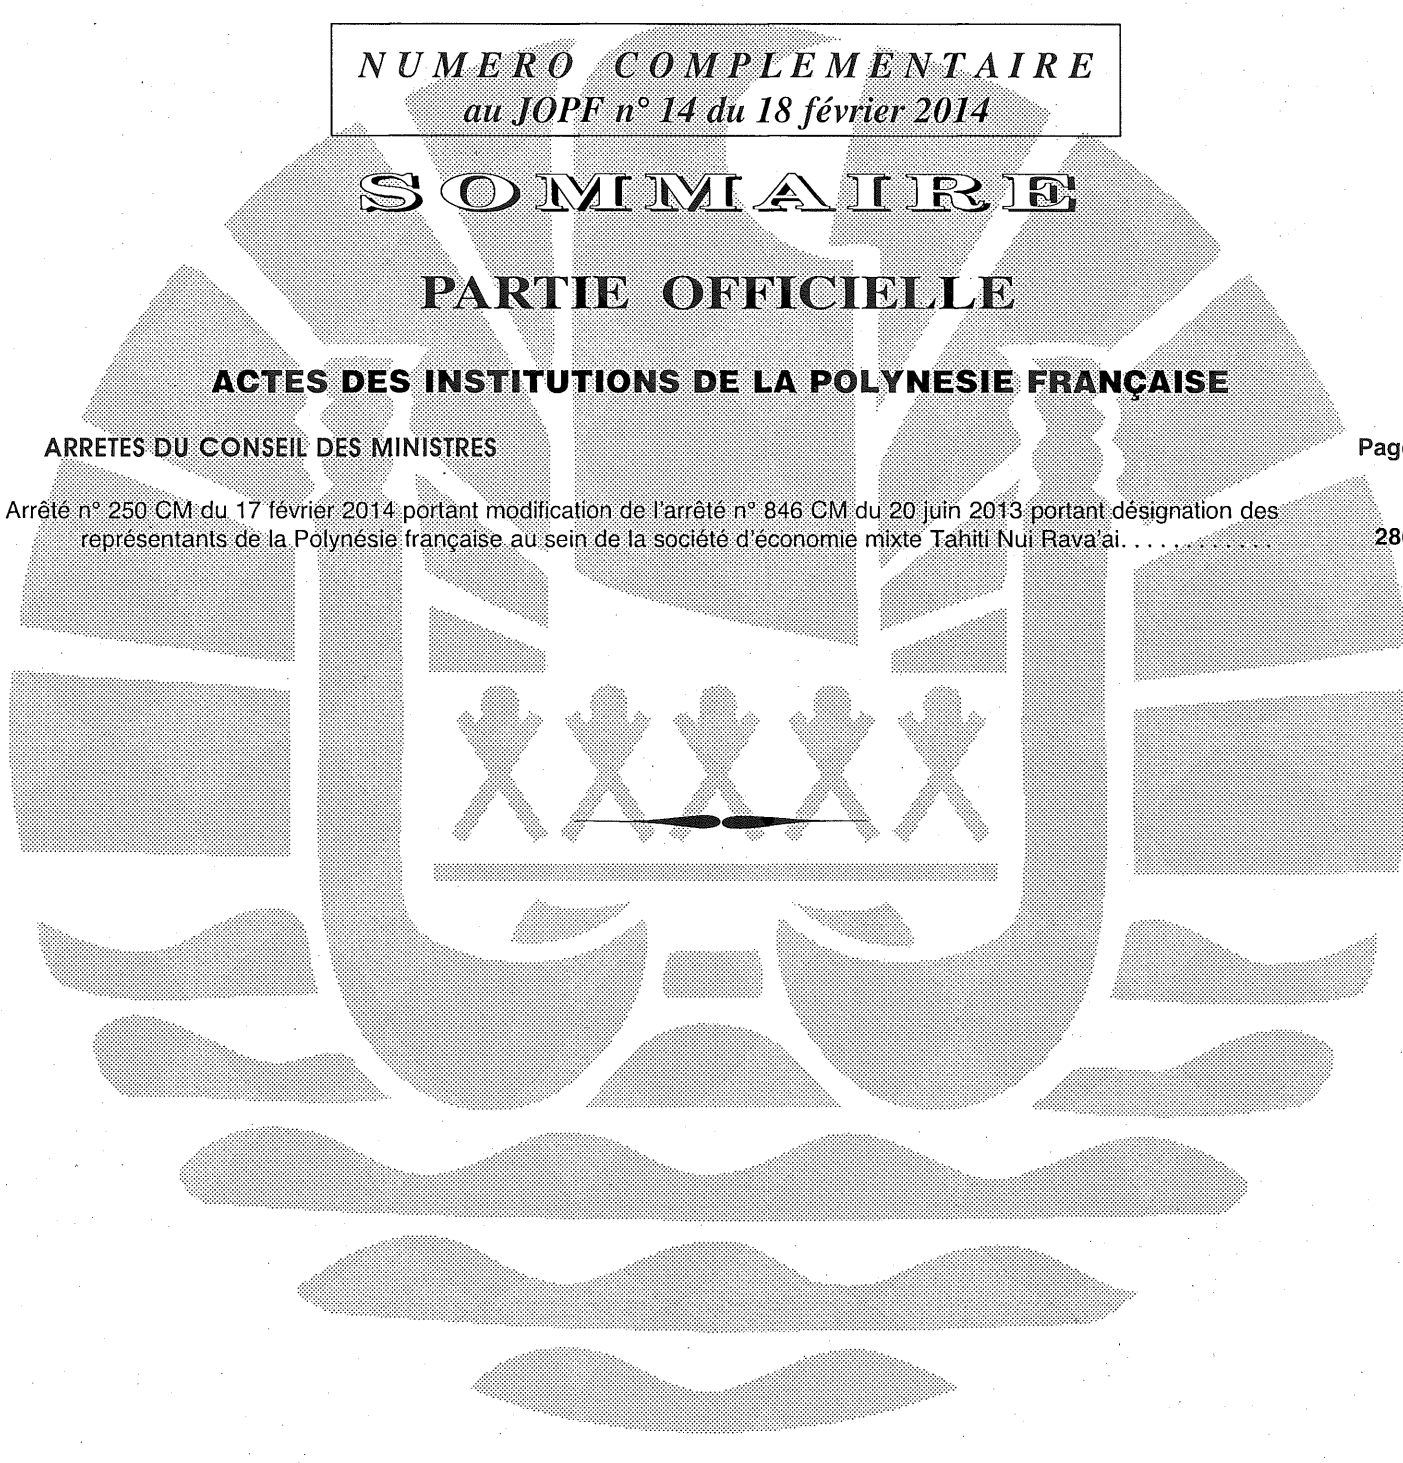 NUMERO COMPLEMENTAIRE
au JOPF n° 14 du 18 février 2014
SOMMAIRE
PARTIE OFFICIELLE
ACTES DES INSTITUTIONS DE LA POLYNESIE FRANÇAISE
ARRETES DU CONSEIL DES MINISTRES
Arrêté n° 250 CM du 17 février 2014 portant modification de l'arrêté n° 846 CM du 20 juin 2013 portant désignation des
représentants de la Polynésie française au sein de la société d'économie mixte Tahiti Nui Rava'ai. . . . . . . . . . . .